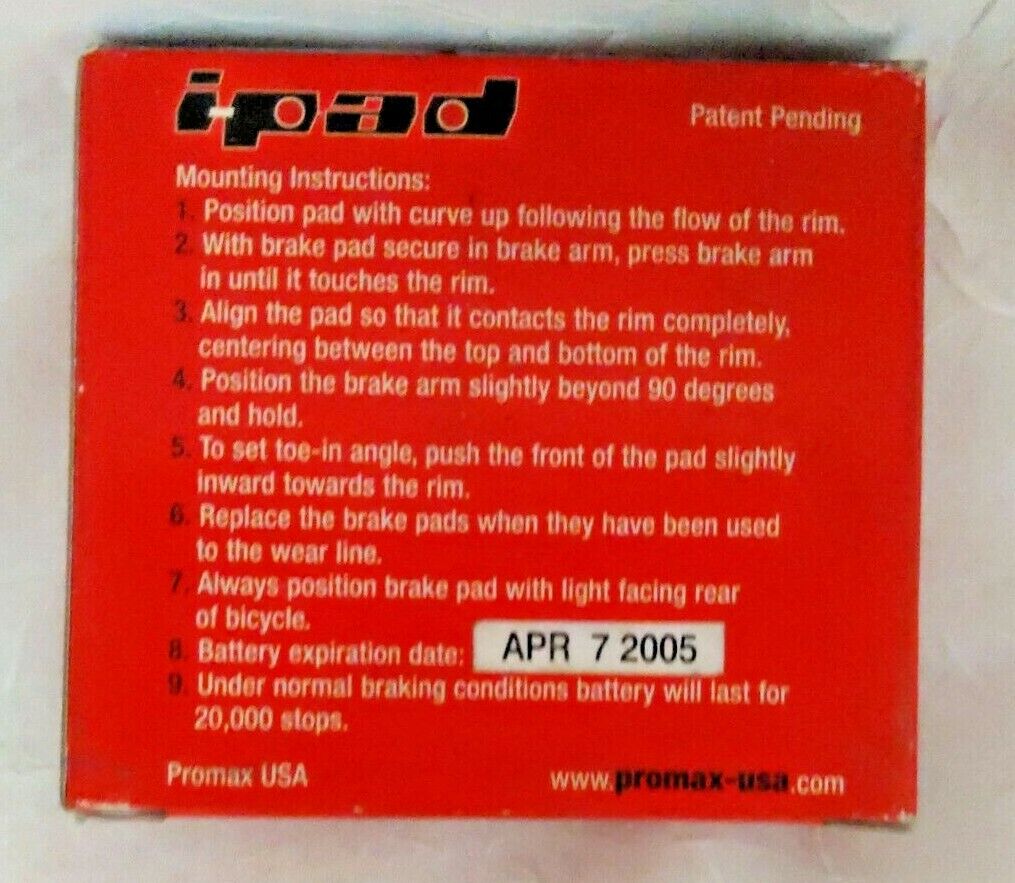 i-pad
Patent Pending
Mounting Instructions:
1. Position pad with curve up following the flow of the rim.
2. With brake pad secure in brake arm, press brake arm
in until it touches the rim.
3. Align the pad so that it contacts the rim completely,
centering between the top and bottom of the rim.
4. Position the brake arm slightly beyond 90 degrees
and hold.
5. To set toe-in angle, push the front of the pad slightly
inward towards the rim.
6. Replace the brake pads when they have been used
to the wear line.
7. Always position brake pad with light facing rear
of bicycle.
8. Battery expiration date: APR 7 2005
9. Under normal braking conditions battery will last for
20,000 stops.
Promax USA
www.promax-usa.com